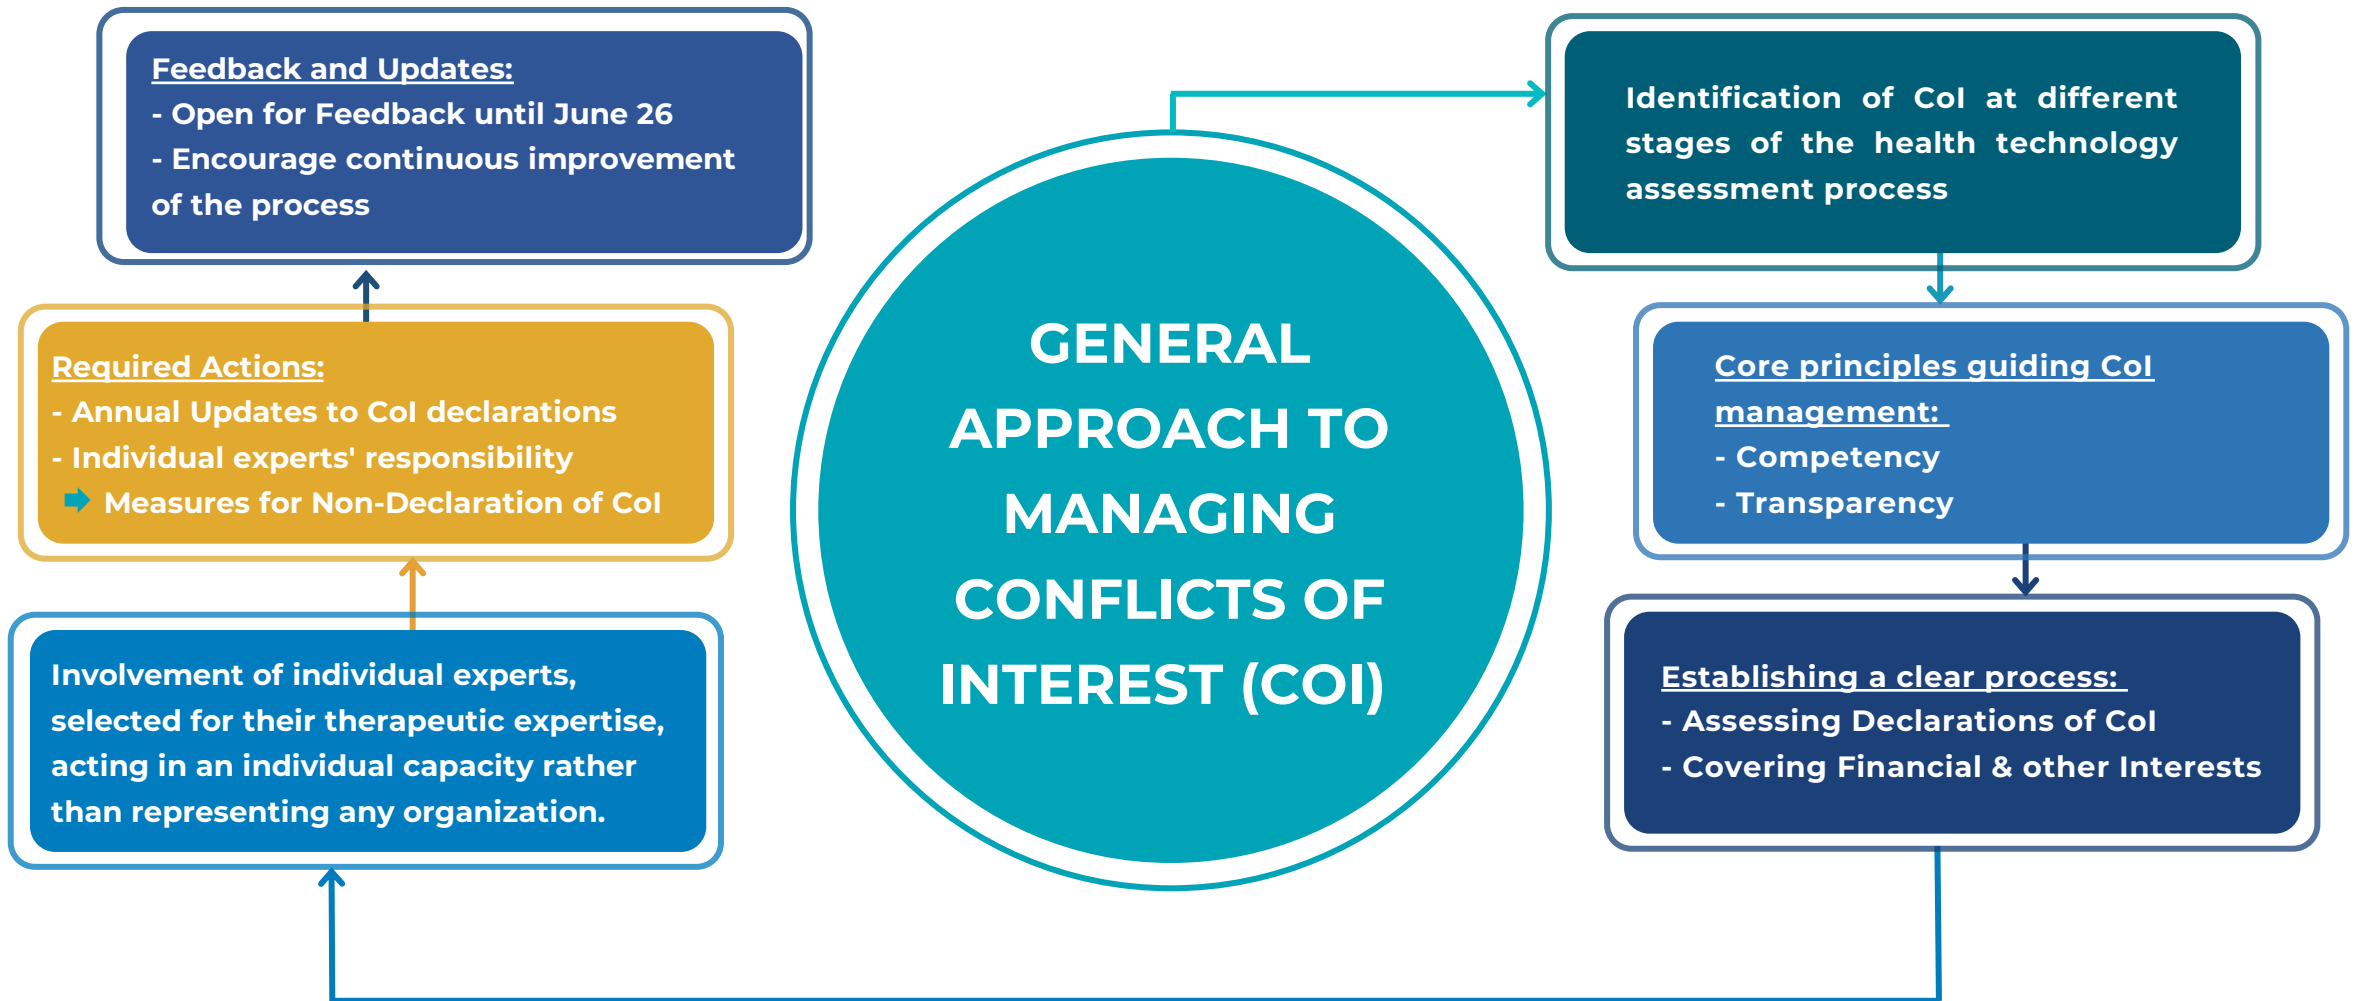 GENERAL
APPROACH TO
MANAGING
CONFLICTS OF
INTEREST (COI)
Identification of CoI at different
stages of the health technology
assessment process
Core principles guiding CoI
management:
- Competency
- Transparency
Establishing a clear process:
- Assessing Declarations of CoI
- Covering Financial & other Interests
Involvement of individual experts,
selected for their therapeutic expertise,
acting in an individual capacity rather
than representing any organization.
Required Actions:
- Annual Updates to CoI declarations
- Individual experts' responsibility
Measures for Non-Declaration of CoI
Feedback and Updates:
- Open for Feedback until June 26
- Encourage continuous improvement
of the process